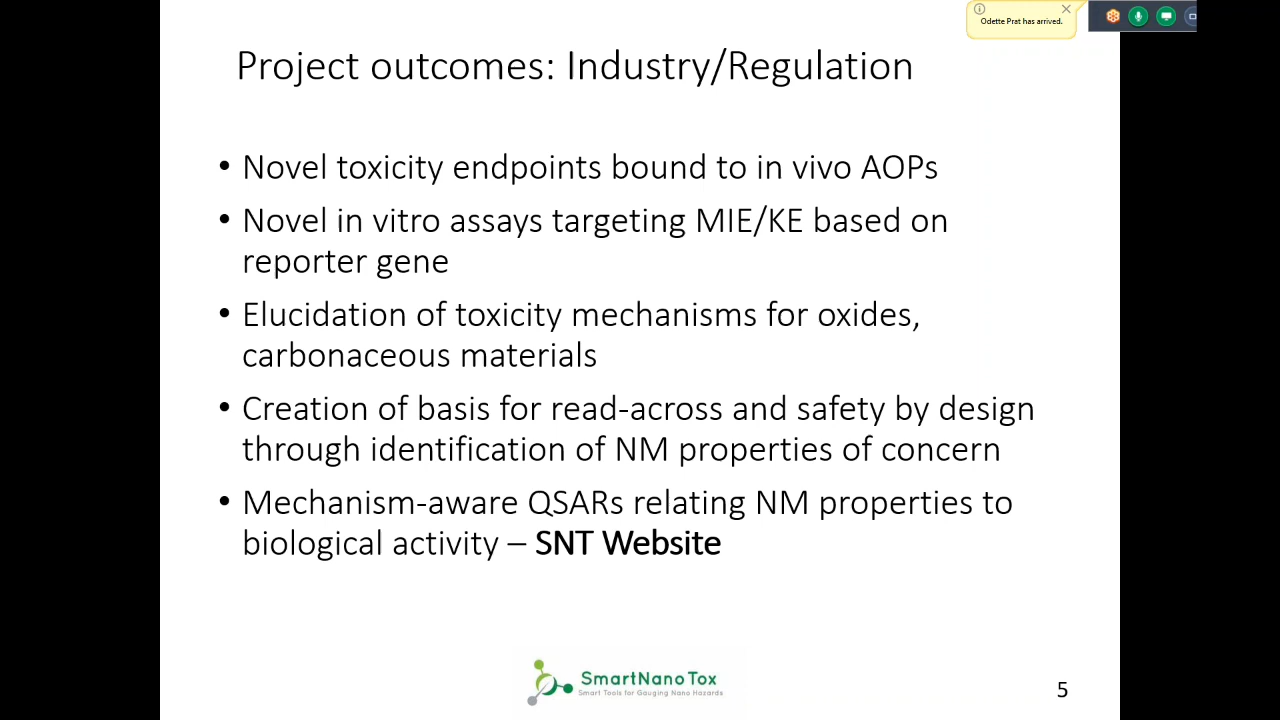 Odette Prat has arrived.
Project outcomes: Industry/Regulation
• Novel toxicity endpoints bound to in vivo AOPs
• Novel in vitro assays targeting MIE/KE based on
reporter gene
• Elucidation of toxicity mechanisms for oxides,
carbonaceous materials
• Creation of basis for read-across and safety by design
through identification of NM properties of concern
• Mechanism-aware QSARs relating NM properties to
biological activity – SNT Website
SmartNanoTox
Smart Tools for Gauging Nano Hazards
5